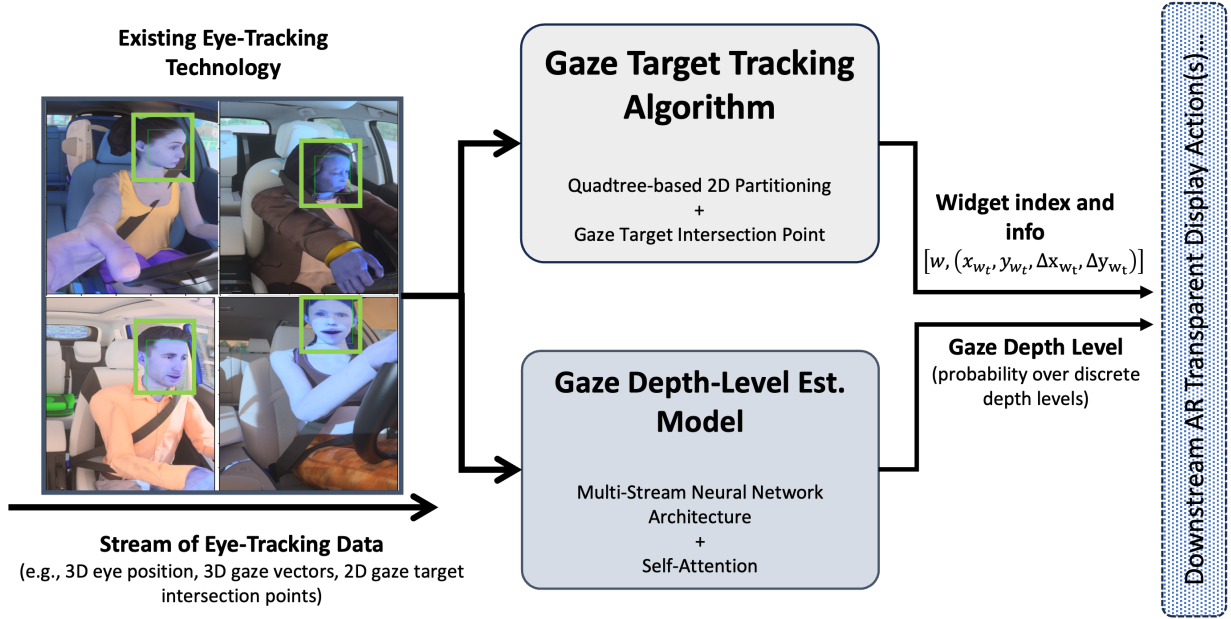 Existing Eye-Tracking
Technology
Stream of Eye-Tracking Data
(e.g., 3D eye position, 3D gaze vectors, 2D gaze target
intersection points)
Gaze Target Tracking
Algorithm
Quadtree-based 2D Partitioning
+
Gaze Target Intersection Point
Gaze Depth-Level Est.
Model
Multi-Stream Neural Network
Architecture
+
Self-Attention
Widget index and
info
[w, (x_{w_t}, y_{w_t}, Δx_{w_t}, Δy_{w_t})]
Gaze Depth Level
(probability over discrete
depth levels)
Downstream AR Transparent Display Action(s)...